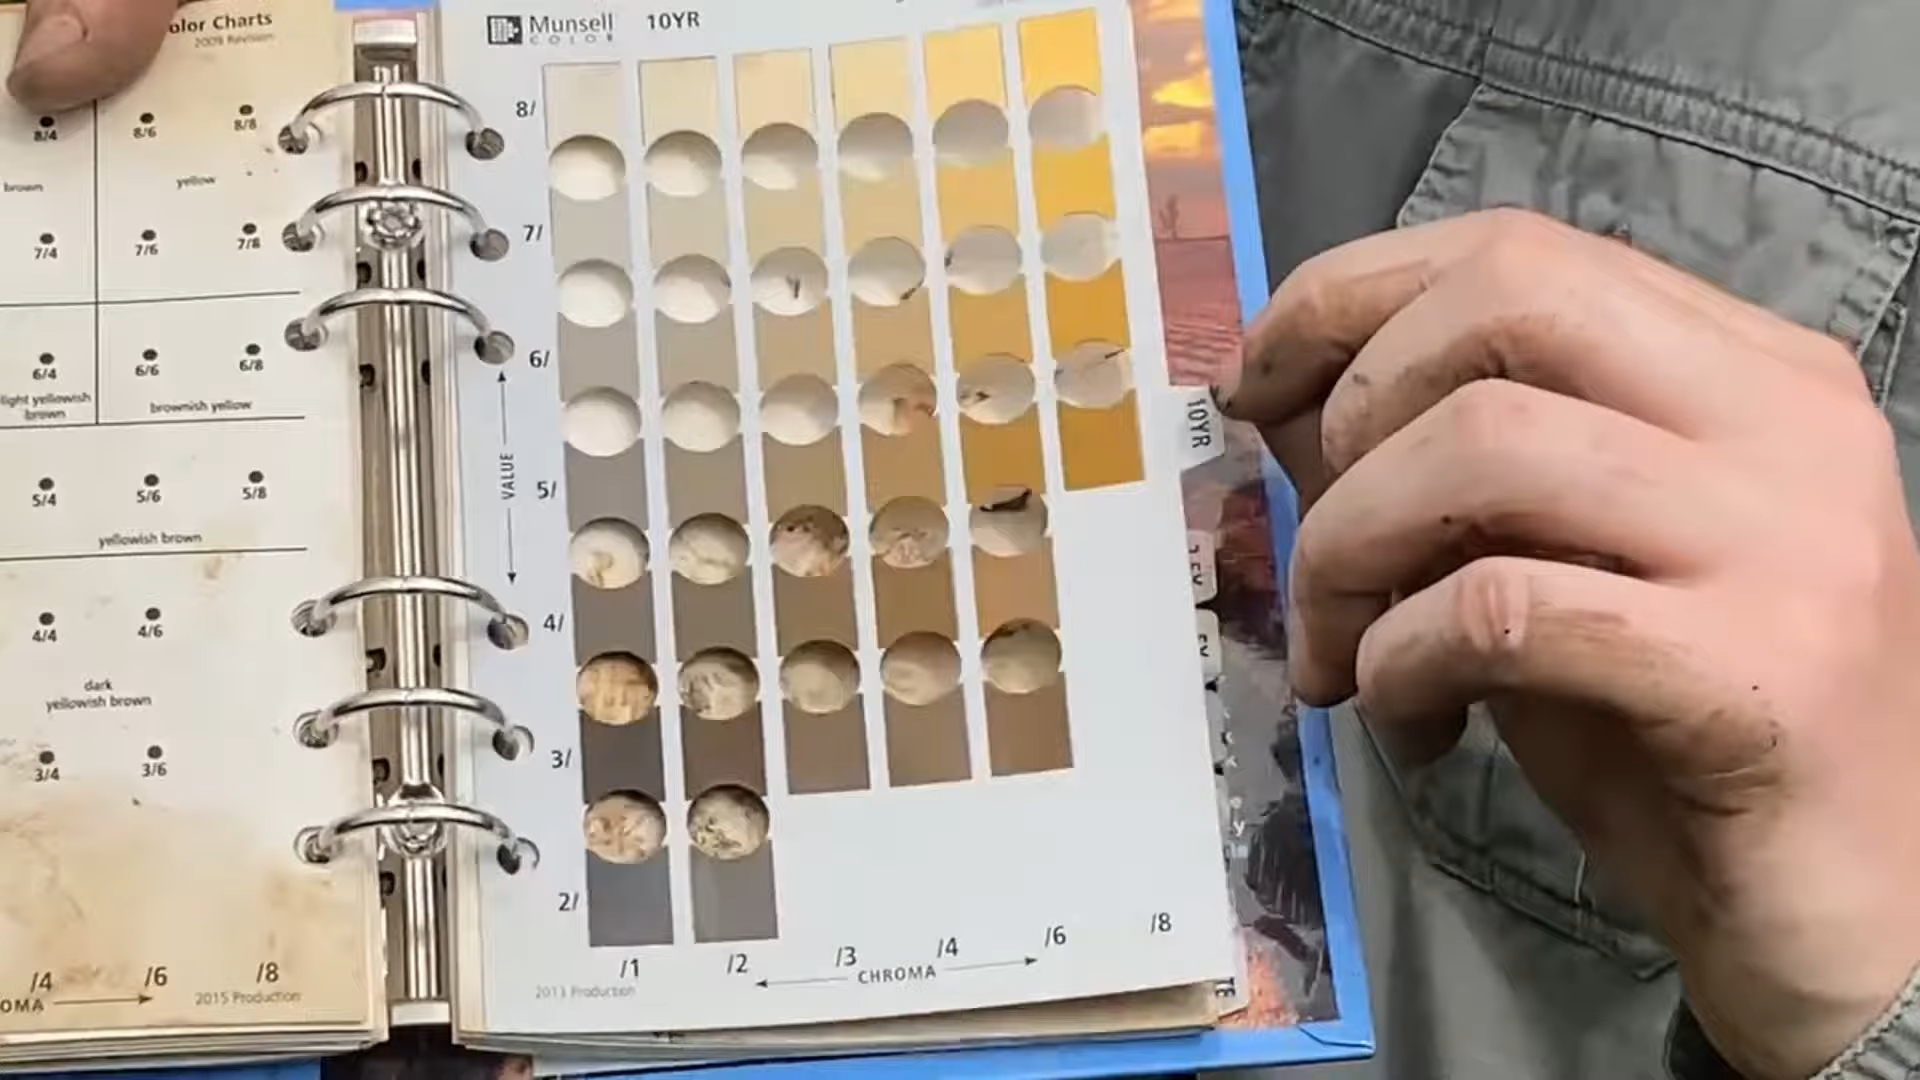 olor Charts
2009 Revision
8/4 8/6 8/8
brown yellow
7/4 7/6 7/8
6/4 6/6 6/8
light yellowish
brown
brownish yellow
5/4 5/6 5/8
yellowish brown
4/4 4/6
dark
yellowish brown
3/4 3/6
/4 /6 /8
OMA
2015 Production
Munsell 10YR
COLOR
8/
7/
6/
VALUE
5/
4/
3/
2/
/1 /2 /3 /4 /6 /8
CHROMA
2013 Production
10YR